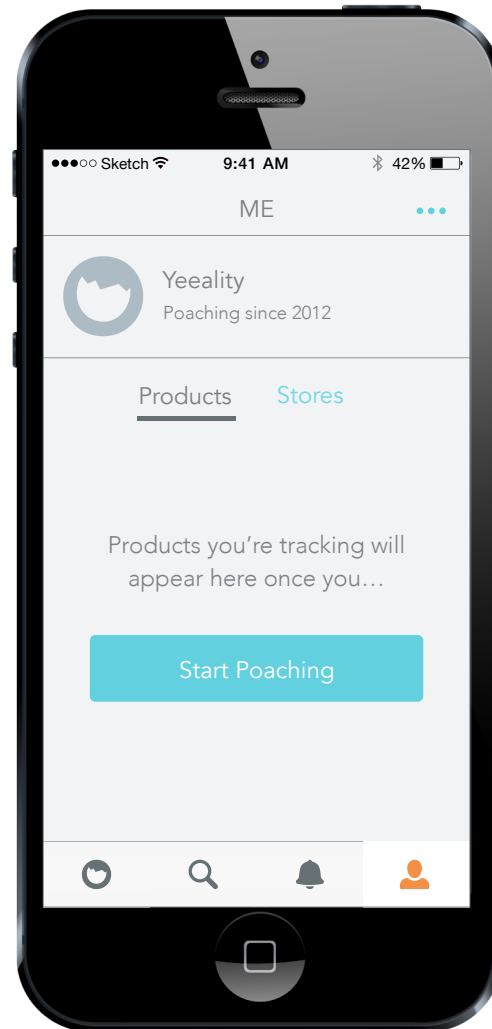 Sketch 9:41 AM 42%
ME
Yeeality
Poaching since 2012
Products Stores
Products you’re tracking will
appear here once you…
Start Poaching